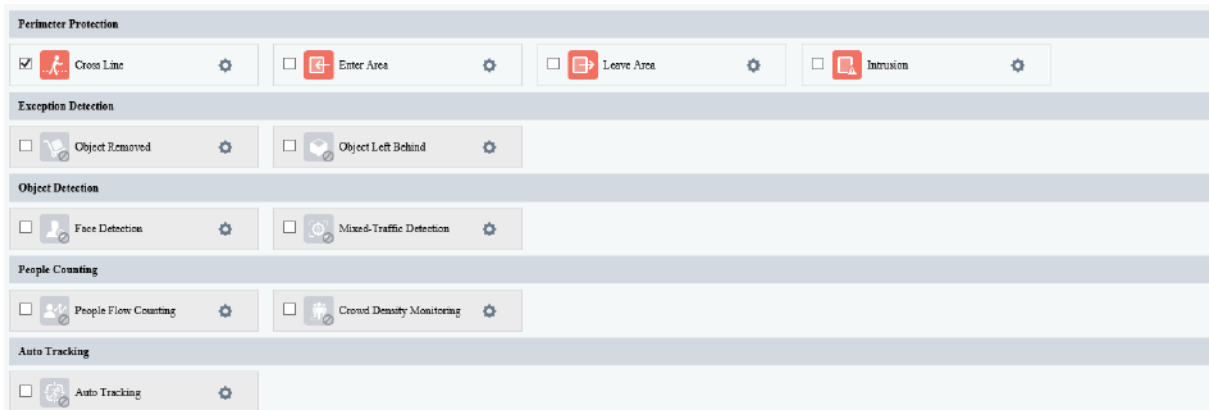 Perimeter Protection
Cross Line Enter Area Leave Area Intrusion
Exception Detection
Object Removed Object Left Behind
Object Detection
Face Detection Mixed-Traffic Detection
People Counting
People Flow Counting Crowd Density Monitoring
Auto Tracking
Auto Tracking